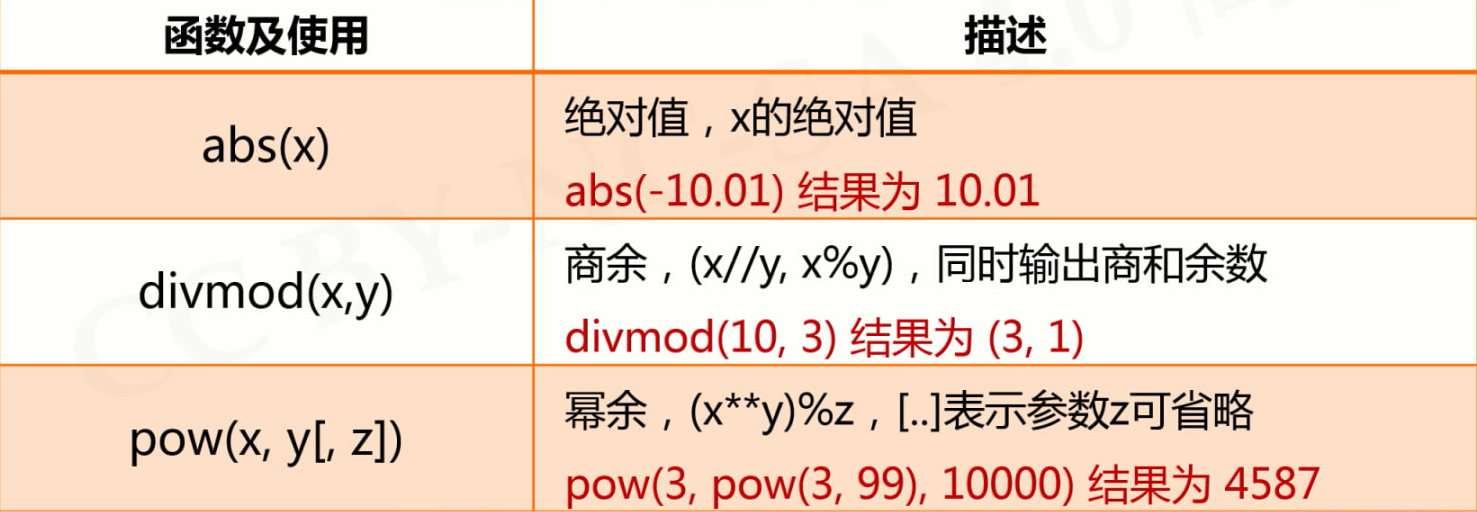 函数及使用
描述
abs(x)
绝对值，x的绝对值
abs(-10.01) 结果为 10.01
divmod(x,y)
商余，(x//y, x%y)，同时输出商和余数
divmod(10, 3) 结果为 (3, 1)
pow(x, y[, z])
幂余，(x**y)%z，[..]表示参数z可省略
pow(3, pow(3, 99), 10000) 结果为 4587
CC BY-NC-SA 4.0